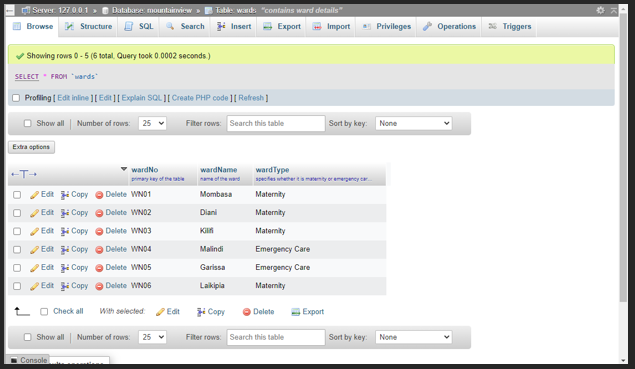 Server: 127.0.0.1 » Database: mountainview » Table: wards "contains ward details"
Browse Structure SQL Search Insert Export Import Privileges Operations Triggers
Showing rows 0 - 5 (6 total, Query took 0.0002 seconds.)
SELECT * FROM `wards`
Profiling [ Edit inline ] [ Edit ] [ Explain SQL ] [ Create PHP code ] [ Refresh ]
Show all Number of rows: 25 Filter rows: Search this table Sort by key: None
Extra options
←T→ wardNo wardName wardType
primary key of the table. name of the ward specifies whether it is maternity or emergency car...
Edit Copy Delete WN01 Mombasa Maternity
Edit Copy Delete WN02 Diani Maternity
Edit Copy Delete WN03 Kilifi Maternity
Edit Copy Delete WN04 Malindi Emergency Care
Edit Copy Delete WN05 Garissa Emergency Care
Edit Copy Delete WN06 Laikipia Maternity
Check all With selected: Edit Copy Delete Export
Show all Number of rows: 25 Filter rows: Search this table Sort by key: None
Console